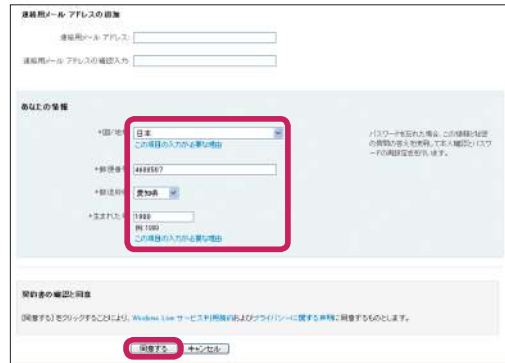 連絡用メール アドレスの追加
連絡用メール アドレス:
連絡用メール アドレスの確認入力:
あなたの情報
*国/地域
日本
この項目の入力が必要な理由
パスワードを忘れた場合、この情報と秘密
の質問の答えを使用して本人確認とパスワ
ードの再設定を行います。
*郵便番号
4600507
*都道府県
愛知県
*生まれた年
1980
例: 1999
この項目の入力が必要な理由
契約書の確認と同意
[同意する] をクリックすることにより、Windows Live サービス利用規約およびプライバシーに関する声明に同意するものとします。
同意する
キャンセル